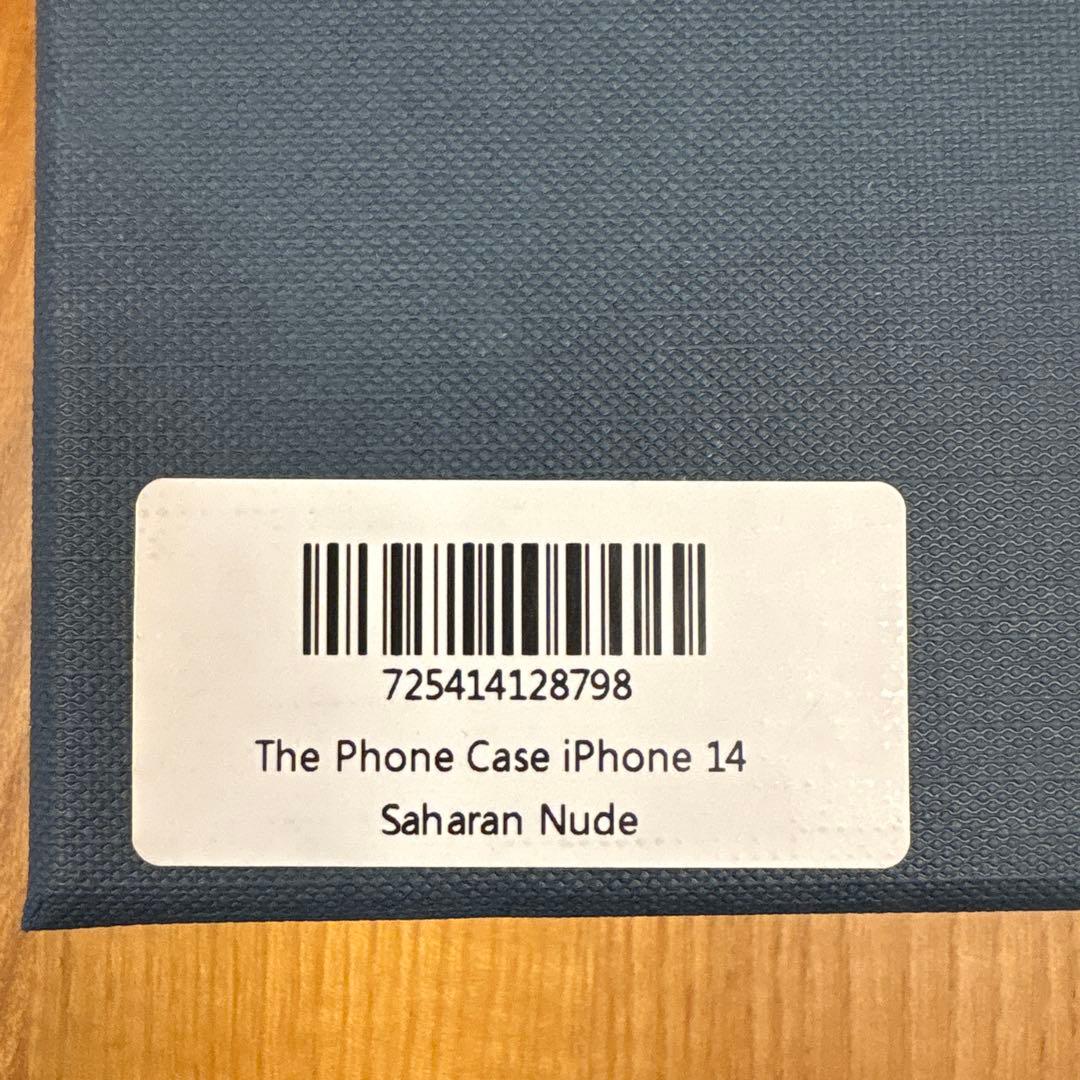 725414128798
The Phone Case iPhone 14
Saharan Nude